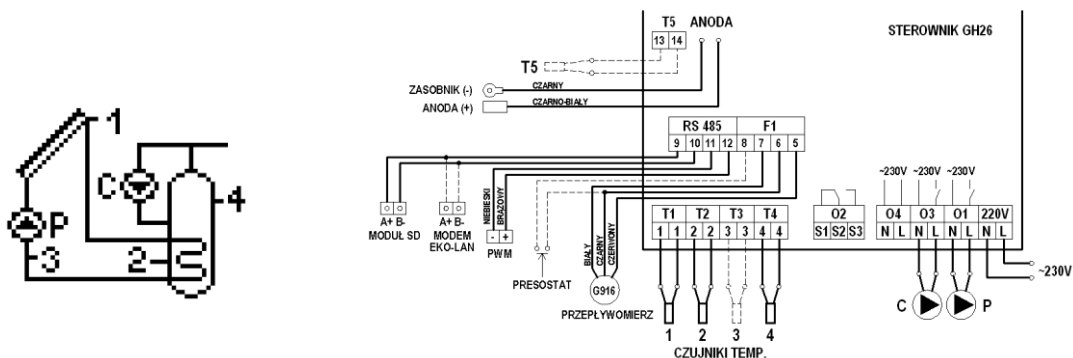 1
C
P
4
3
2
T5 ANODA
13 14
STEROWNIK GH26
T5
ZASOBNIK (-)
CZARNY
ANODA (+)
CZARNO-BIAŁY
RS 485 F1
9 10 11 12 8 7 6 5
A+ B-
MODUŁ SD
A+ B-
MODEM
EKO-LAN
NIEBIESKI
BRĄZOWY
- +
PWM
PRESOSTAT
BIAŁY
CZARNY
CZERWONY
G916
PRZEPŁYWOMIERZ
T1 T2 T3 T4
1 1 2 2 3 3 4 4
1 2 3 4
CZUJNIKI TEMP.
~230V ~230V ~230V
O2 O4 O3 O1 220V
S1 S2 S3 N L N L N L N L
~230V
C P